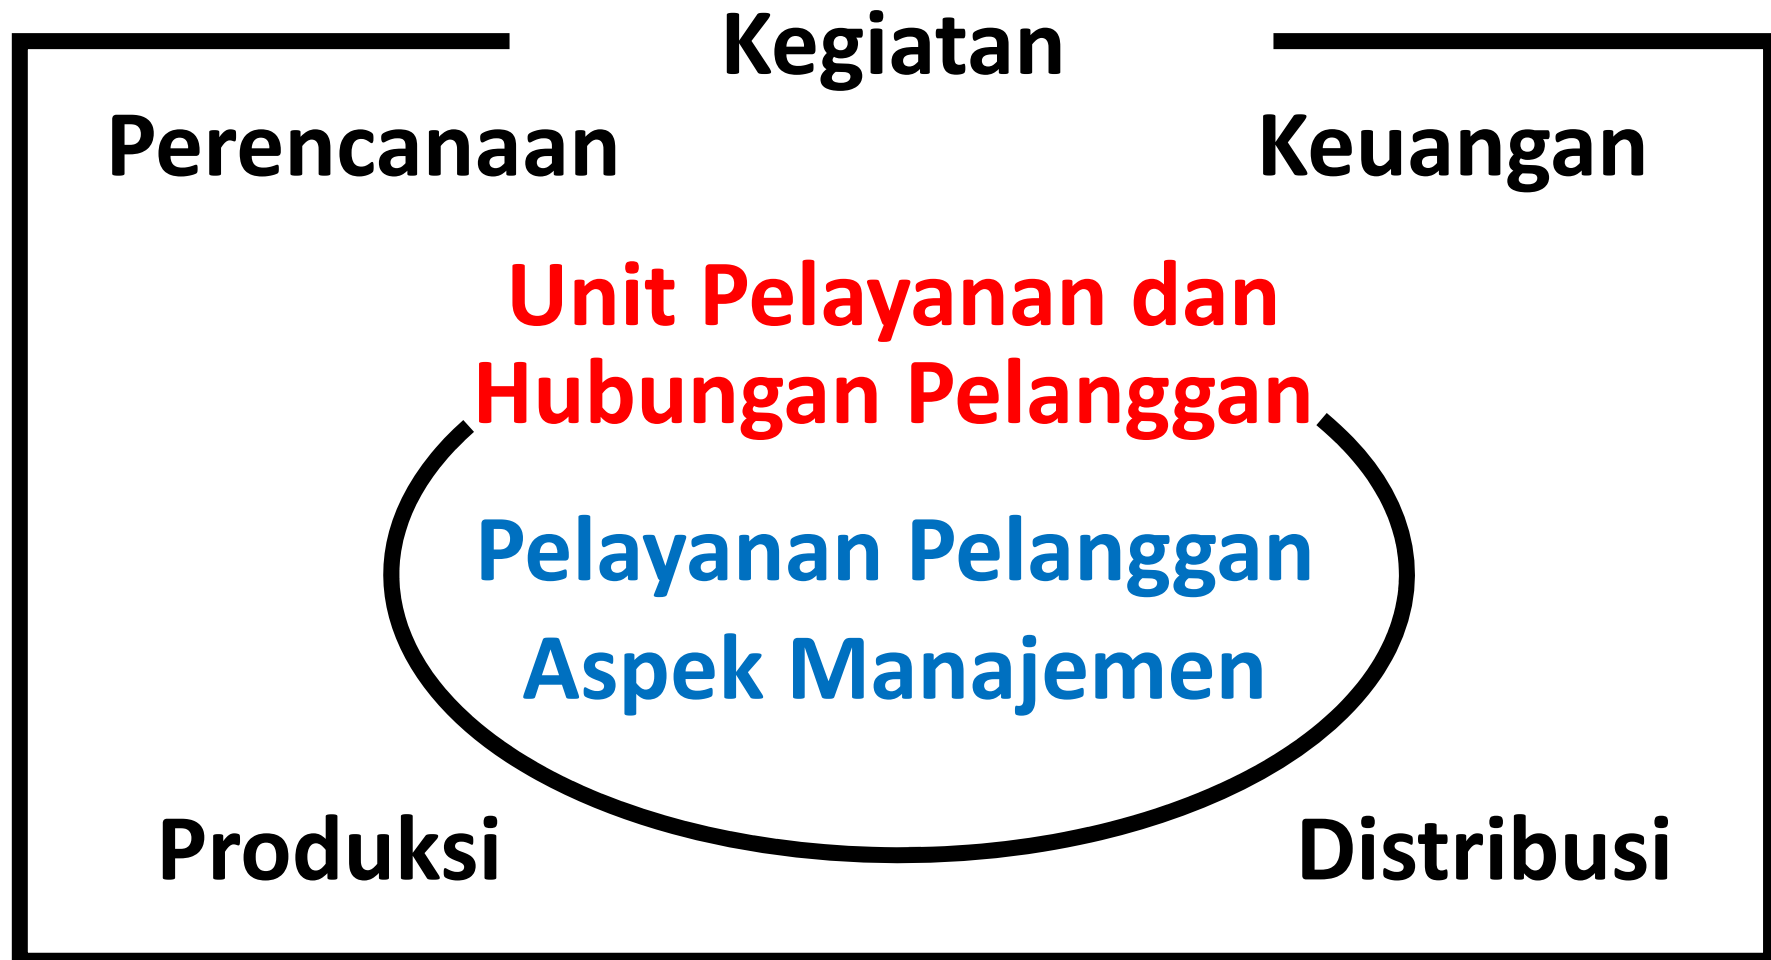 Kegiatan
Perencanaan
Keuangan
Unit Pelayanan dan
Hubungan Pelanggan
Pelayanan Pelanggan
Aspek Manajemen
Produksi
Distribusi